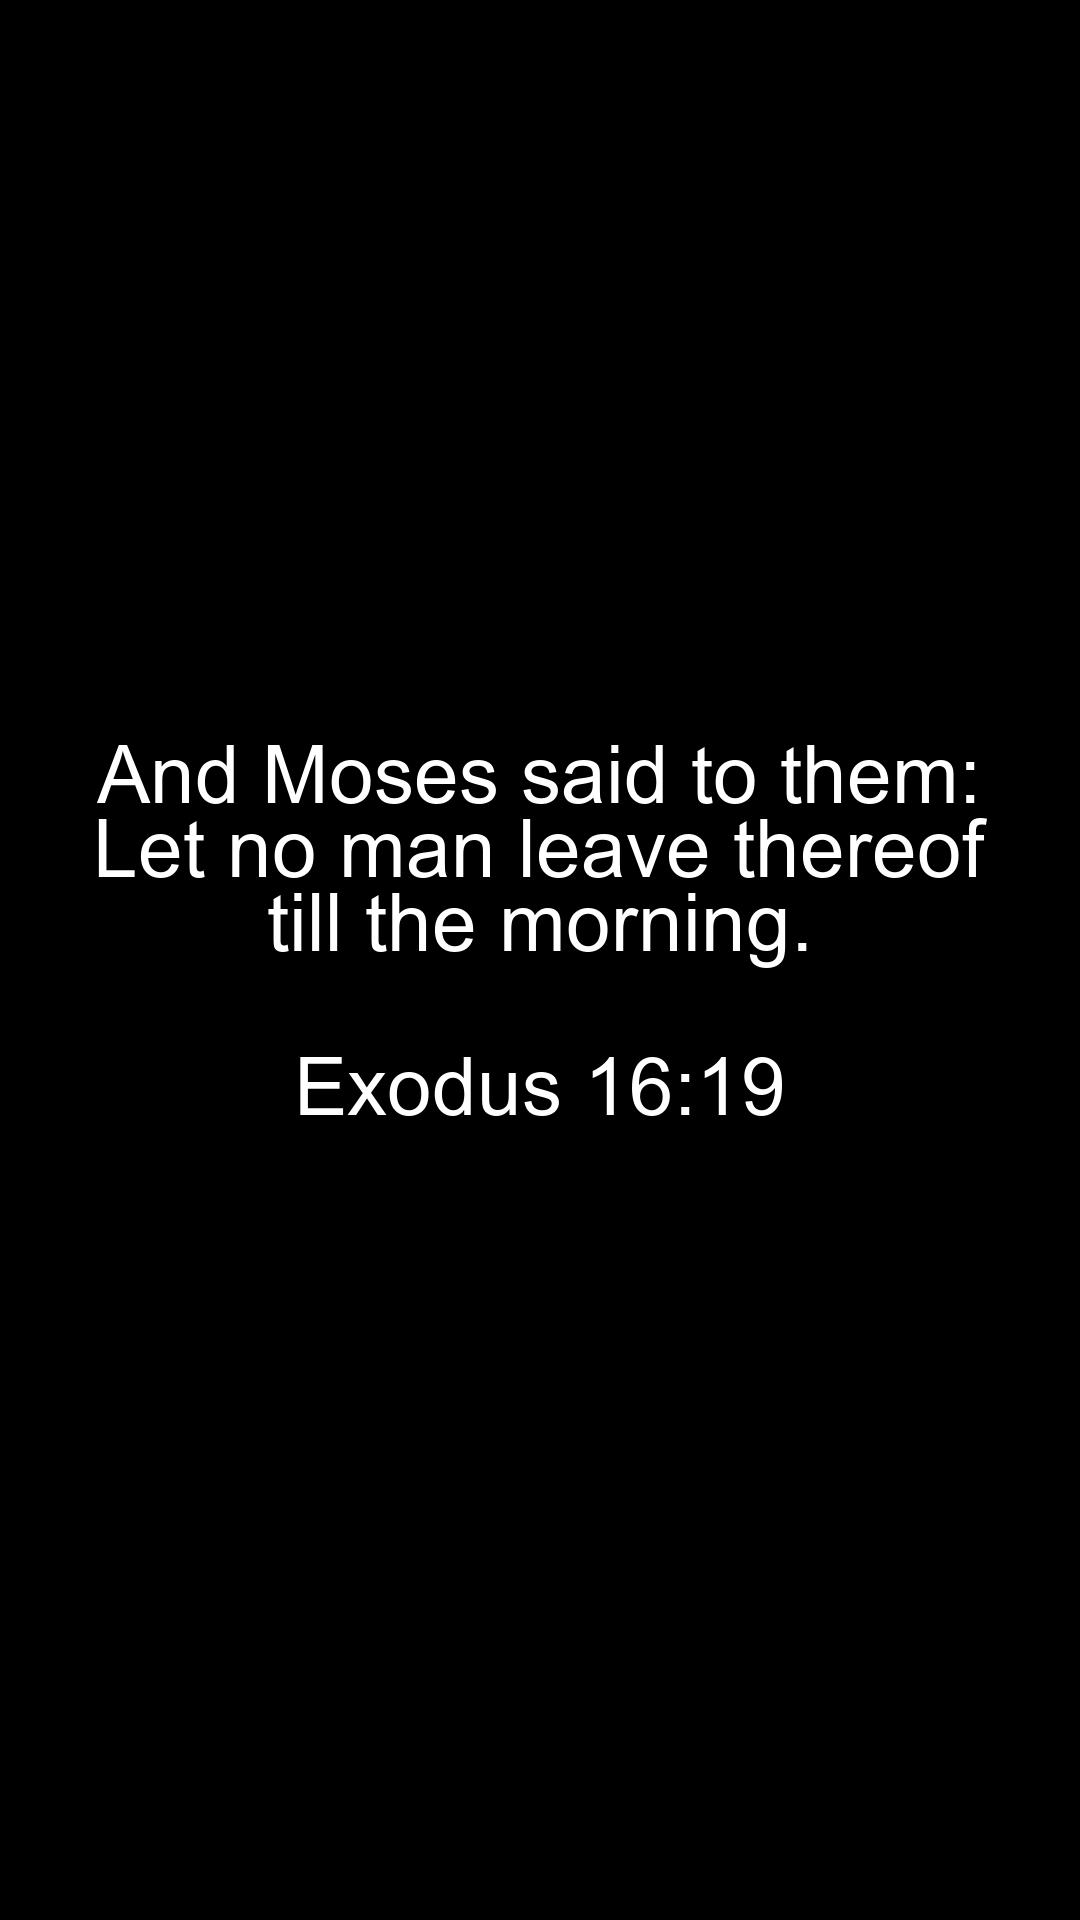 And Moses said to them:
Let no man leave thereof
till the morning.
Exodus 16:19